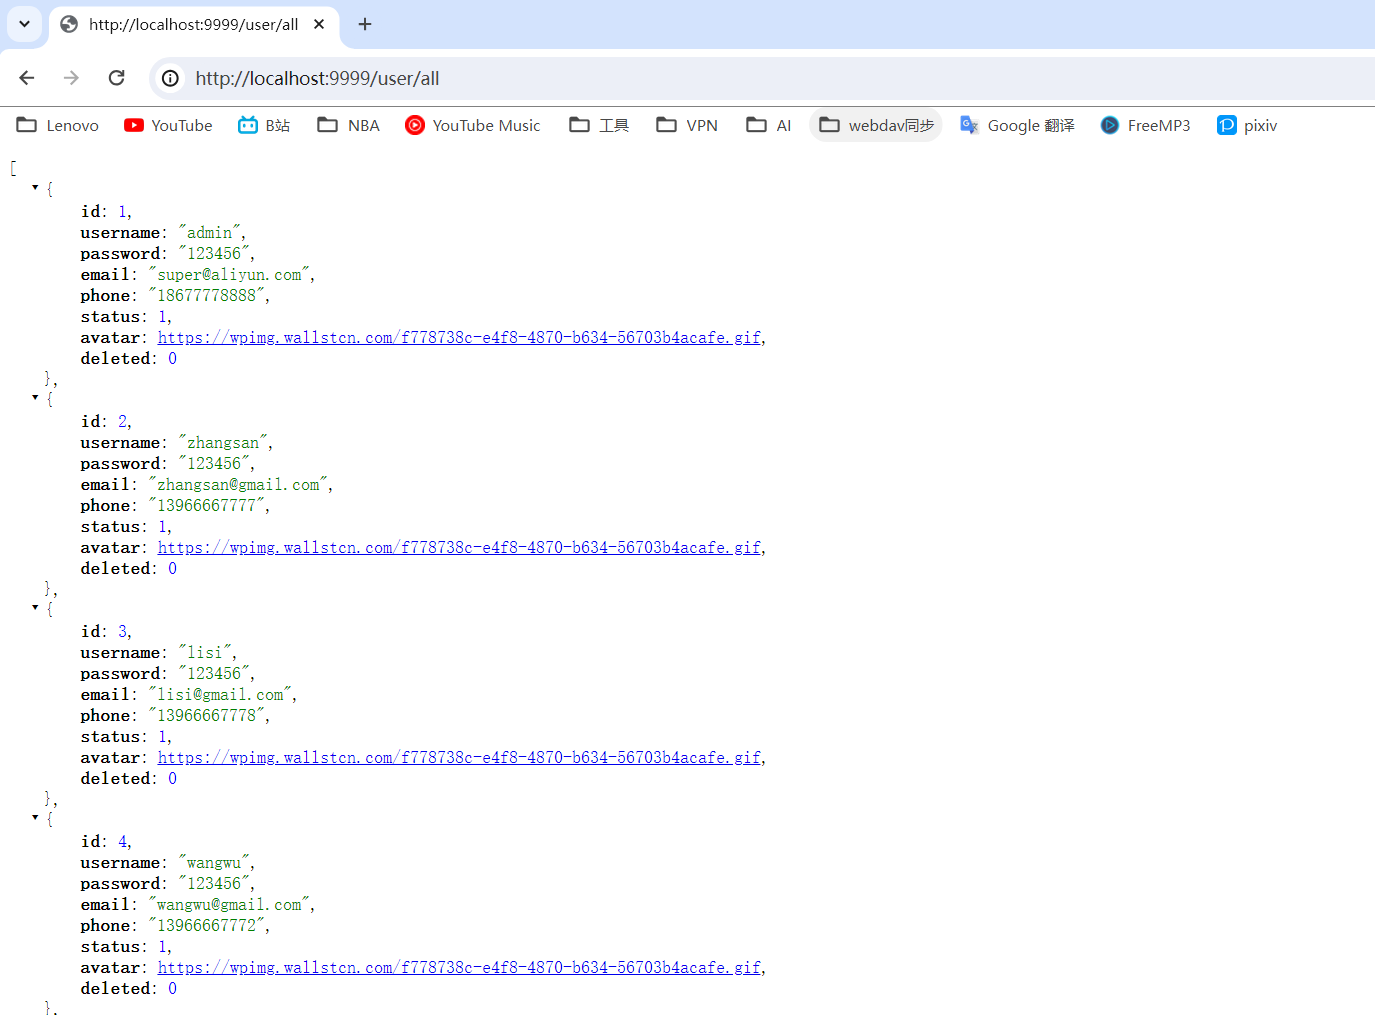 http://localhost:9999/user/all
http://localhost:9999/user/all
Lenovo YouTube B站 NBA YouTube Music 工具 VPN AI webdav同步 Google 翻译 FreeMP3 pixiv
[
{
id: 1,
username: "admin",
password: "123456",
email: "super@aliyun.com",
phone: "18677778888",
status: 1,
avatar: https://wpimg.wallstcn.com/f778738c-e4f8-4870-b634-56703b4acafe.gif,
deleted: 0
},
{
id: 2,
username: "zhangsan",
password: "123456",
email: "zhangsan@gmail.com",
phone: "13966667777",
status: 1,
avatar: https://wpimg.wallstcn.com/f778738c-e4f8-4870-b634-56703b4acafe.gif,
deleted: 0
},
{
id: 3,
username: "lisi",
password: "123456",
email: "lisi@gmail.com",
phone: "13966667778",
status: 1,
avatar: https://wpimg.wallstcn.com/f778738c-e4f8-4870-b634-56703b4acafe.gif,
deleted: 0
},
{
id: 4,
username: "wangwu",
password: "123456",
email: "wangwu@gmail.com",
phone: "13966667772",
status: 1,
avatar: https://wpimg.wallstcn.com/f778738c-e4f8-4870-b634-56703b4acafe.gif,
deleted: 0
},